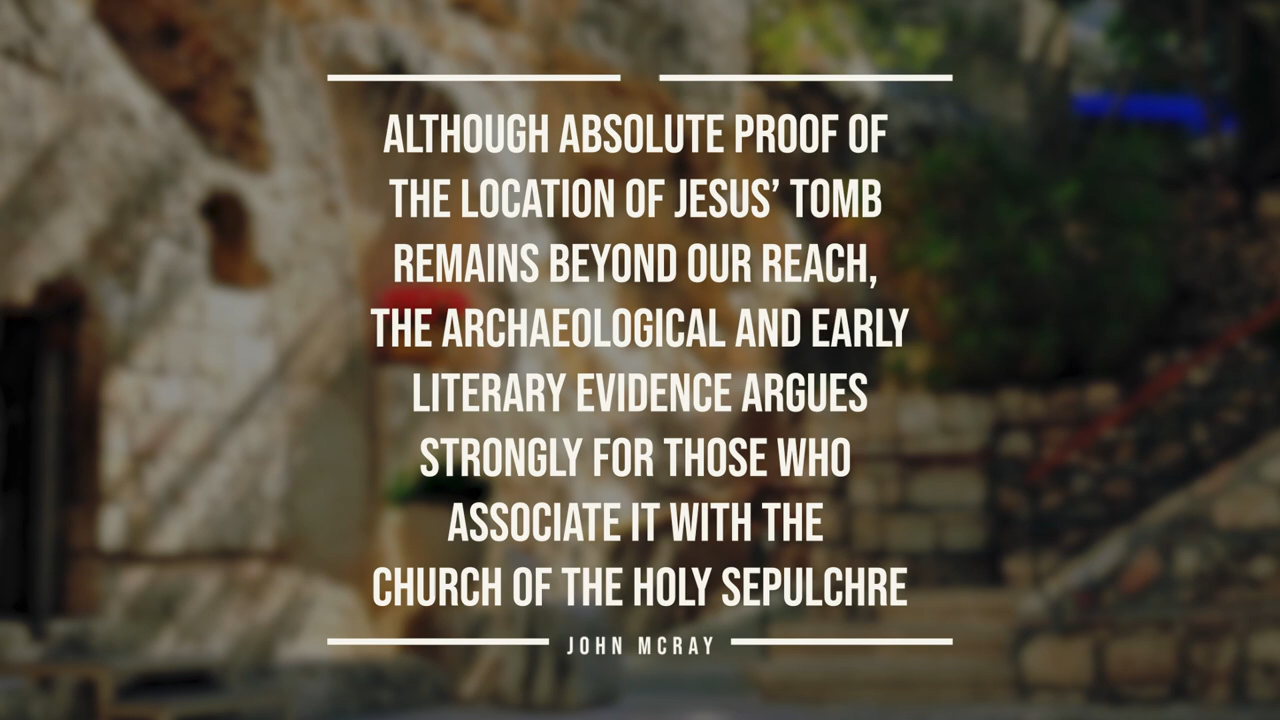 ALTHOUGH ABSOLUTE PROOF OF
THE LOCATION OF JESUS’ TOMB
REMAINS BEYOND OUR REACH,
THE ARCHAEOLOGICAL AND EARLY
LITERARY EVIDENCE ARGUES
STRONGLY FOR THOSE WHO
ASSOCIATE IT WITH THE
CHURCH OF THE HOLY SEPULCHRE
JOHN MCRAY